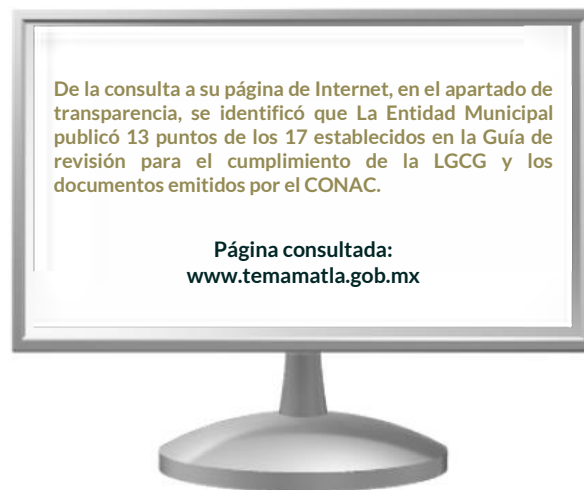 De la consulta a su página de Internet, en el apartado de
transparencia, se identificó que La Entidad Municipal
publicó 13 puntos de los 17 establecidos en la Guía de
revisión para el cumplimiento de la LGCG y los
documentos emitidos por el CONAC.
Página consultada:
www.temamatla.gob.mx